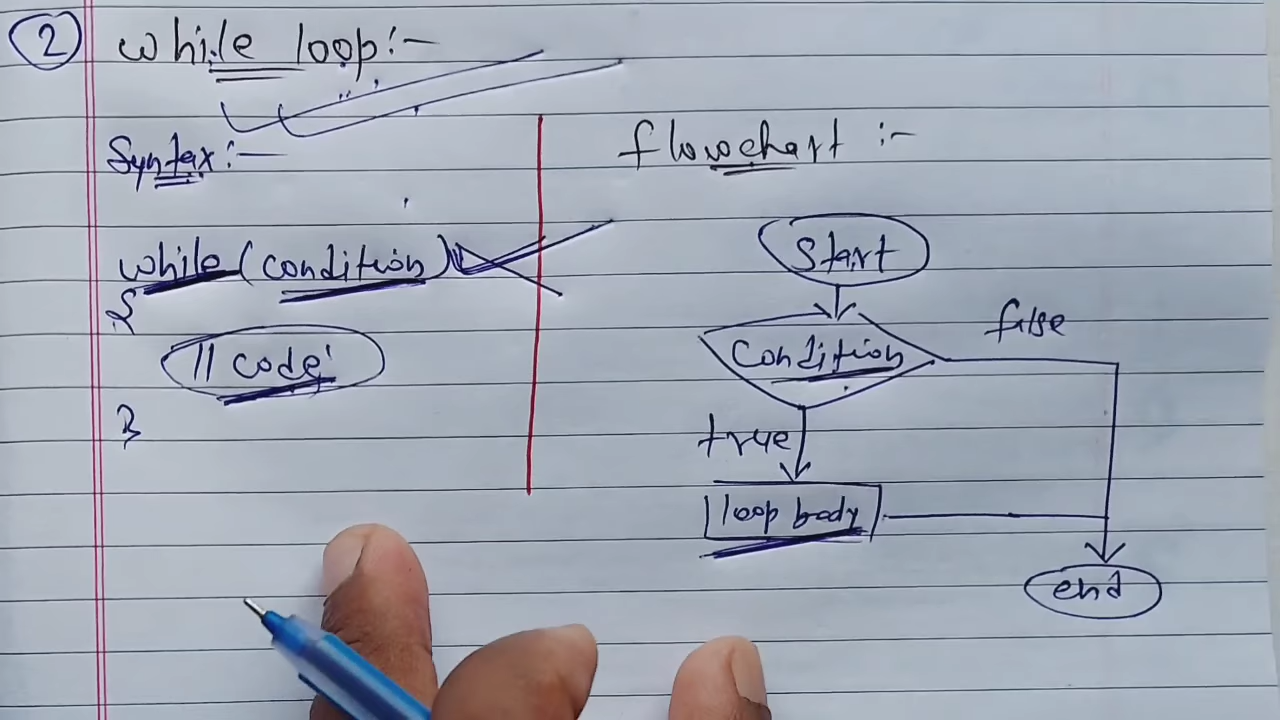 2 while loop:-
Syntax:-
while (condition)
{
// code
}
flowchart :-
Start
condition
false
true
loop body
end